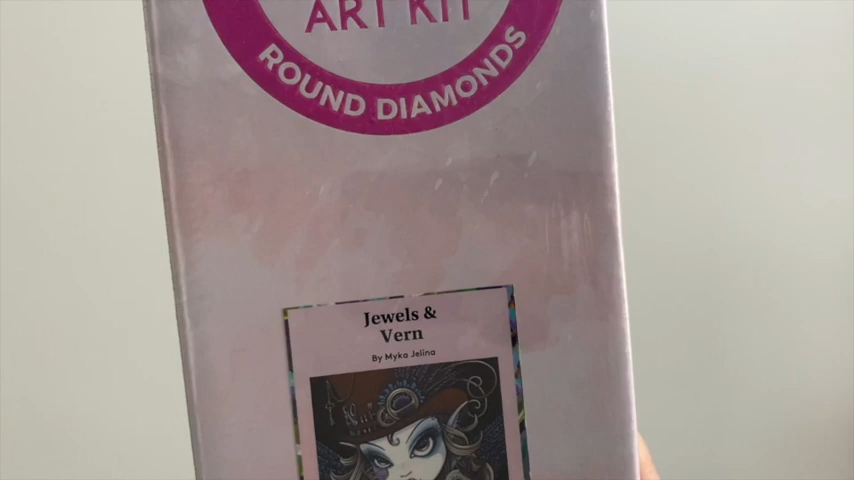 ART KIT
ROUND DIAMONDS
Jewels &
Vern
By Myka Jelina